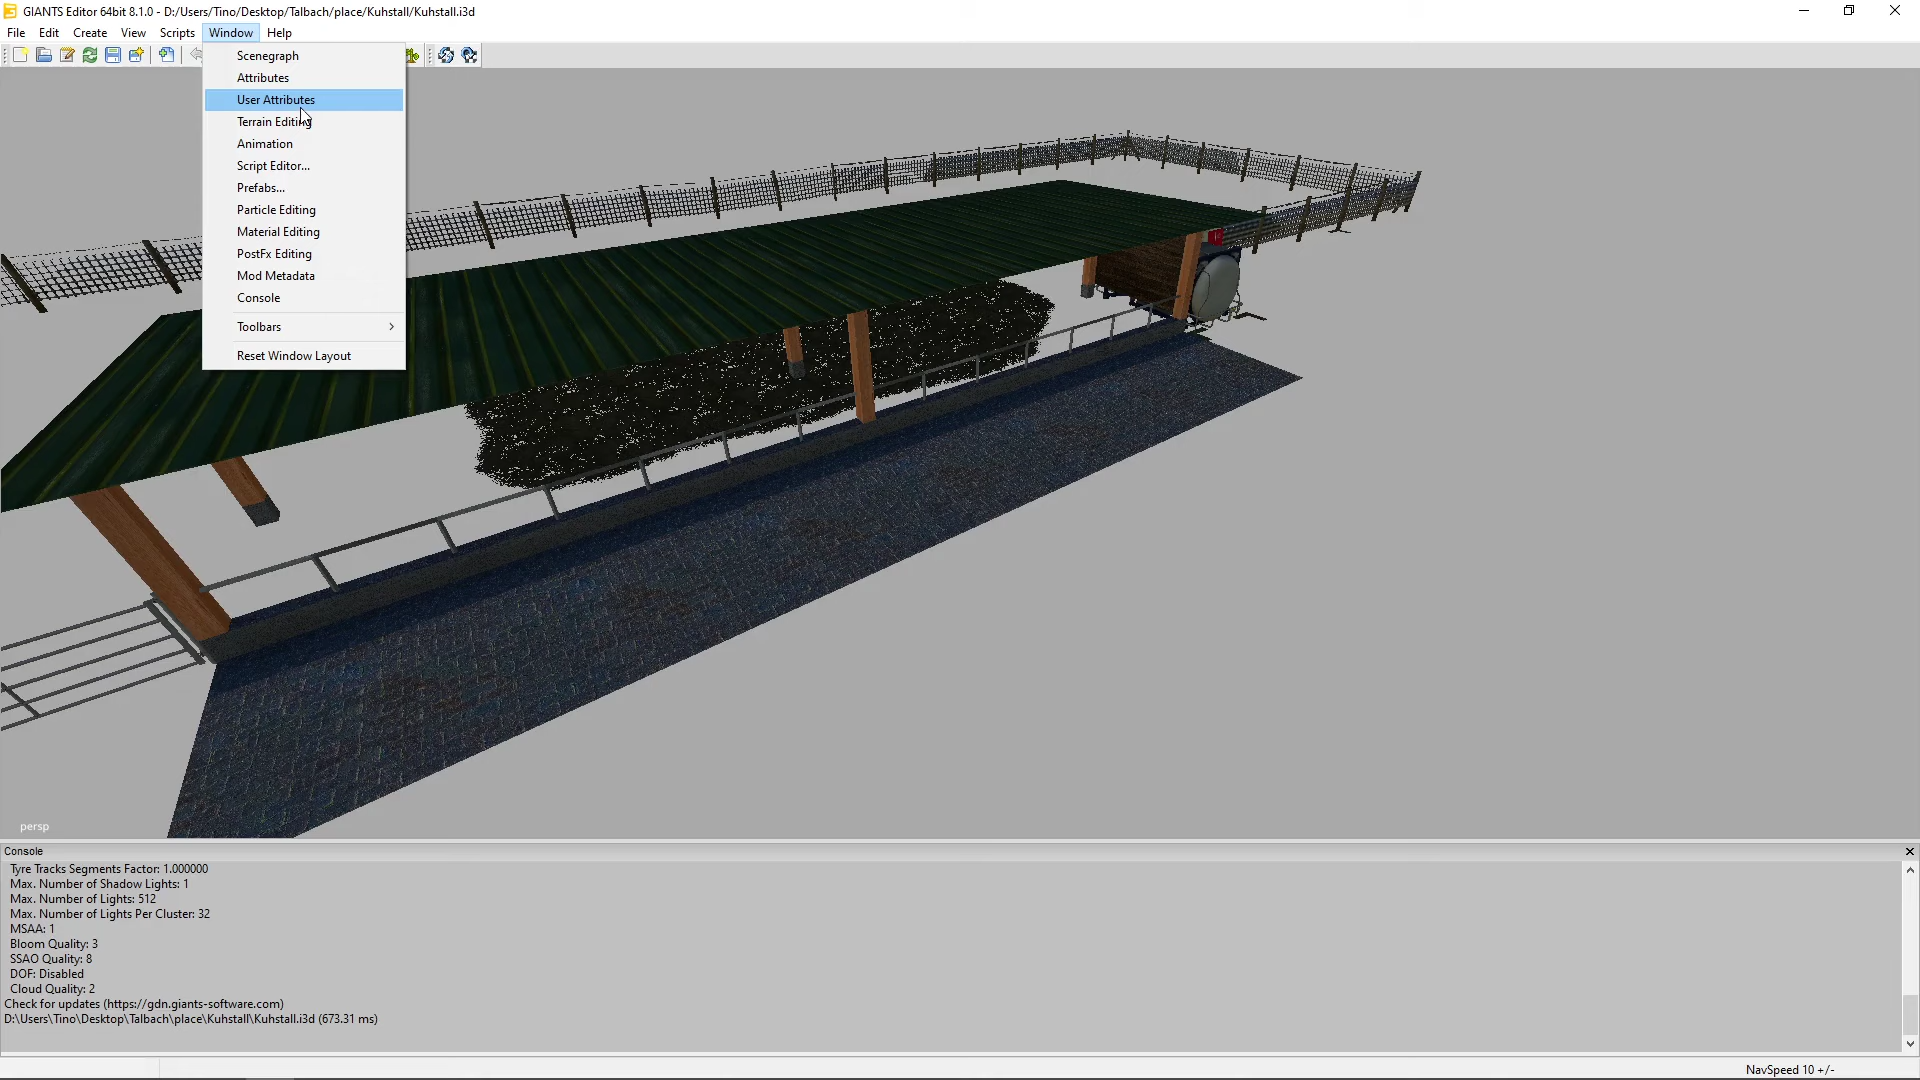 GIANTS Editor 64bit 8.1.0 - D:/Users/Tino/Desktop/Talbach/place/Kuhstall/Kuhstall.i3d
File Edit Create View Scripts Window Help
Scenegraph
Attributes
User Attributes
Terrain Editing
Animation
Script Editor...
Prefabs...
Particle Editing
Material Editing
PostFx Editing
Mod Metadata
Console
Toolbars
Reset Window Layout
persp
Console
Tyre Tracks Segments Factor: 1.000000
Max. Number of Shadow Lights: 1
Max. Number of Lights: 512
Max. Number of Lights Per Cluster: 32
MSAA: 1
Bloom Quality: 3
SSAO Quality: 8
DOF: Disabled
Cloud Quality: 2
Check for updates (https://gdn.giants-software.com)
D:\Users\Tino\Desktop\Talbach\place\Kuhstall\Kuhstall.i3d (673.31 ms)
NavSpeed 10 +/-